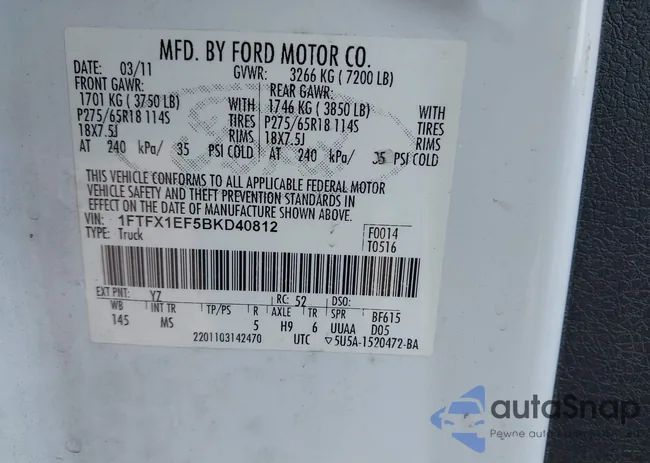 MFD. BY FORD MOTOR CO.
DATE: 03/11 GVWR: 3266 KG ( 7200 LB)
FRONT GAWR: REAR GAWR:
1701 KG ( 3750 LB) WITH 1746 KG ( 3850 LB) WITH
P275/65R18 114S TIRES P275/65R18 114S TIRES
18X7.5J RIMS 18X7.5J RIMS
AT 240 kPa/ 35 PSI COLD AT 240 kPa/ 35 PSI COLD
THIS VEHICLE CONFORMS TO ALL APPLICABLE FEDERAL MOTOR
VEHICLE SAFETY AND THEFT PREVENTION STANDARDS IN
EFFECT ON THE DATE OF MANUFACTURE SHOWN ABOVE.
VIN: 1FTFX1EF5BKD40812 F0014
TYPE: Truck T0516
EXT PNT: YZ RC: 52 DSO:
WB INT TR TP/PS R AXLE TR SPR BF615
145 MS 5 H9 6 UUAA D05
2201103142470 UTC ▽5U5A-1520472-BA
autoSnap
Pewne auto